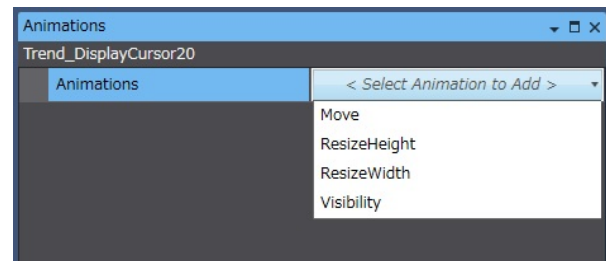 Animations
Trend_DisplayCursor20
Animations < Select Animation to Add >
Move
ResizeHeight
ResizeWidth
Visibility